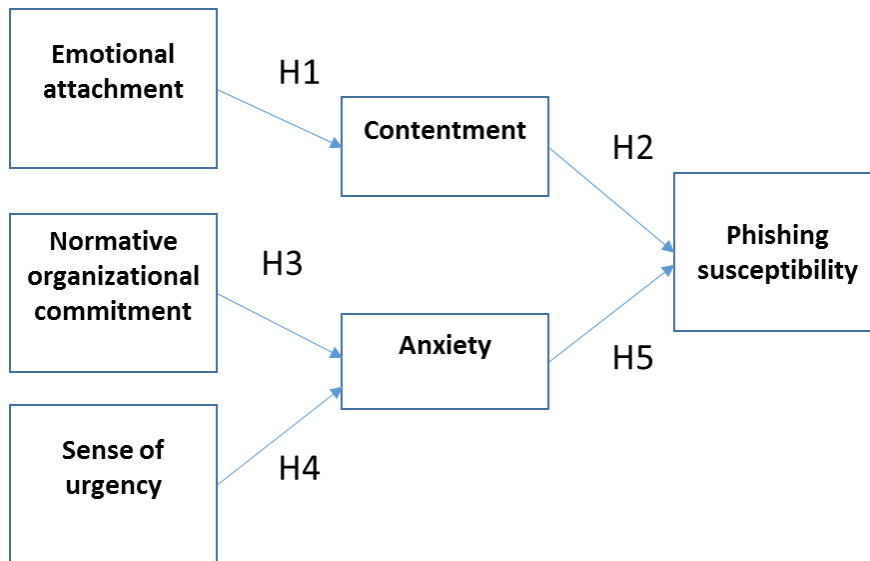 Emotional
attachment
H1
Contentment
H2
Normative
organizational
commitment
H3
Phishing
susceptibility
Anxiety
H5
Sense of
urgency
H4